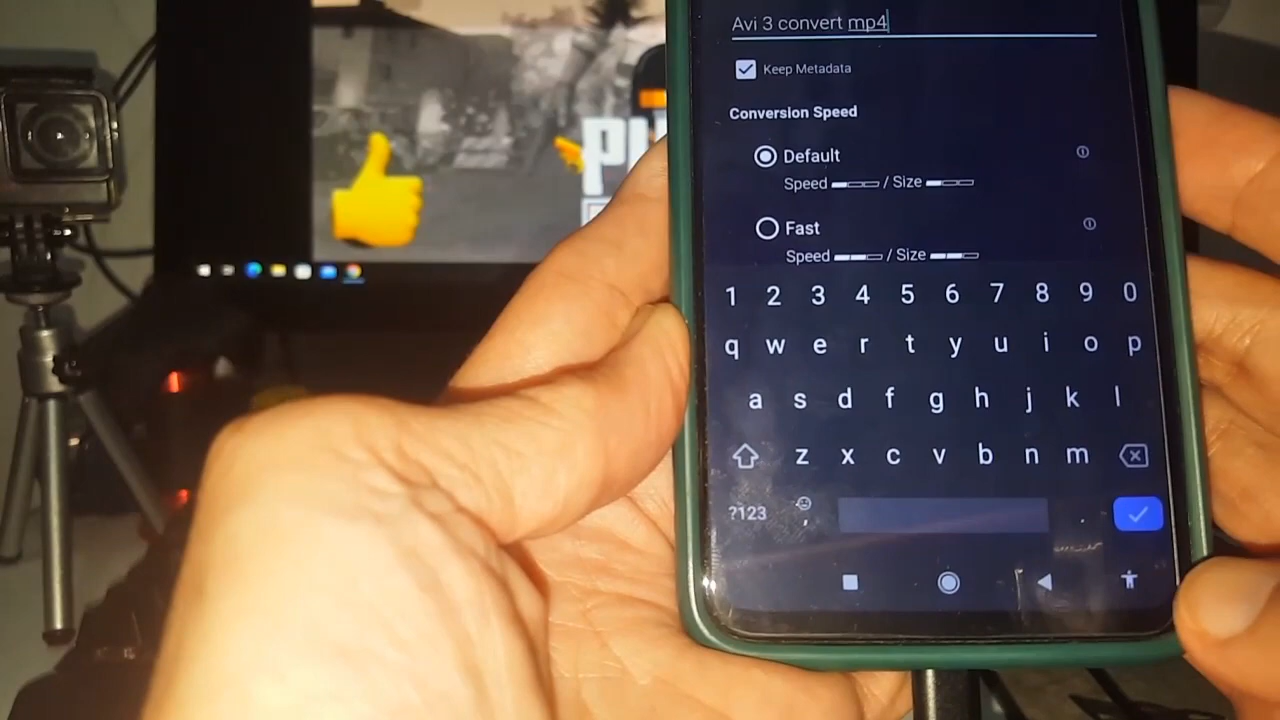 Avi 3 convert mp4
Keep Metadata
Conversion Speed
Default
Speed / Size
Fast
Speed / Size
1 2 3 4 5 6 7 8 9 0
q w e r t y u i o p
a s d f g h j k l
z x c v b n m
?123 , .